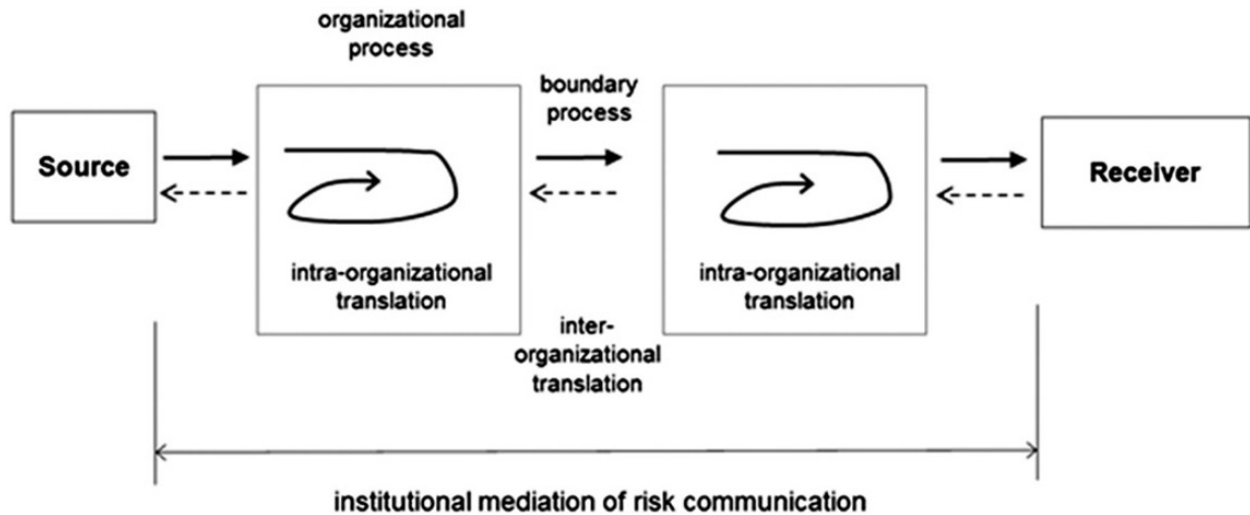 organizational
process
boundary
process
Source
Receiver
intra-organizational
translation
intra-organizational
translation
inter-
organizational
translation
institutional mediation of risk communication